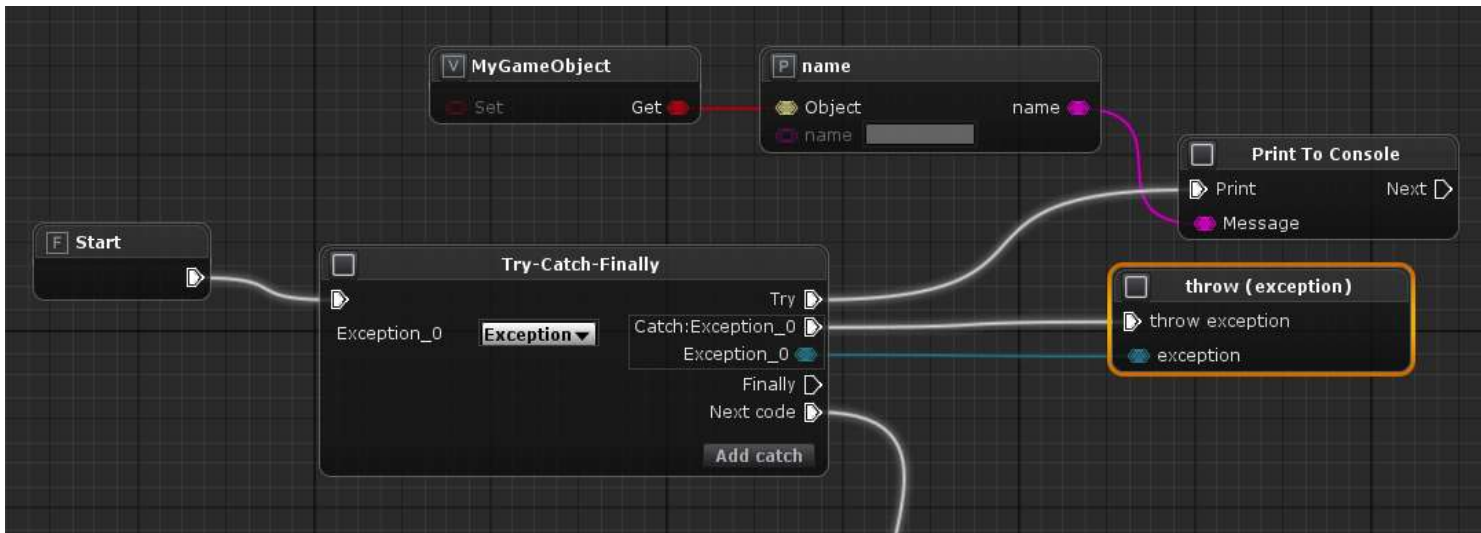 V MyGameObject
Set Get
P name
Object name
name
Print To Console
Print Next
Message
F Start
Try-Catch-Finally
Try
Exception_0 Exception Catch:Exception_0
Exception_0
Finally
Next code
Add catch
throw (exception)
throw exception
exception